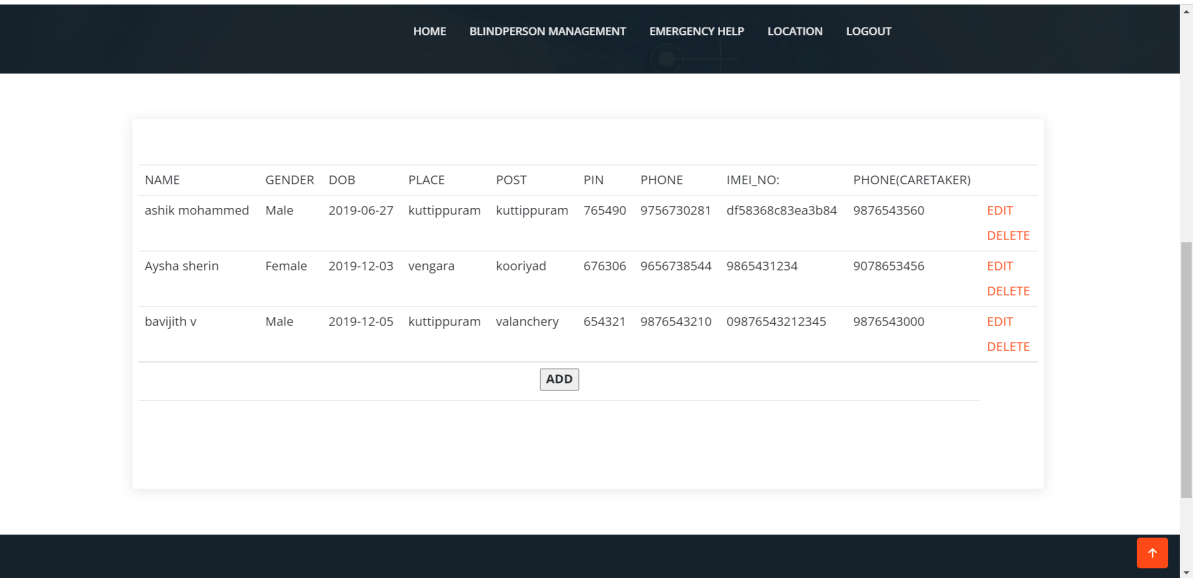 HOME BLINDPERSON MANAGEMENT EMERGENCY HELP LOCATION LOGOUT
NAME GENDER DOB PLACE POST PIN PHONE IMEI_NO: PHONE(CARETAKER)
ashik mohammed Male 2019-06-27 kuttippuram kuttippuram 765490 9756730281 df58368c83ea3b84 9876543560 EDIT
DELETE
Aysha sherin Female 2019-12-03 vengara kooriyad 676306 9656738544 9865431234 9078653456 EDIT
DELETE
bavijith v Male 2019-12-05 kuttippuram valanchery 654321 9876543210 09876543212345 9876543000 EDIT
DELETE
ADD